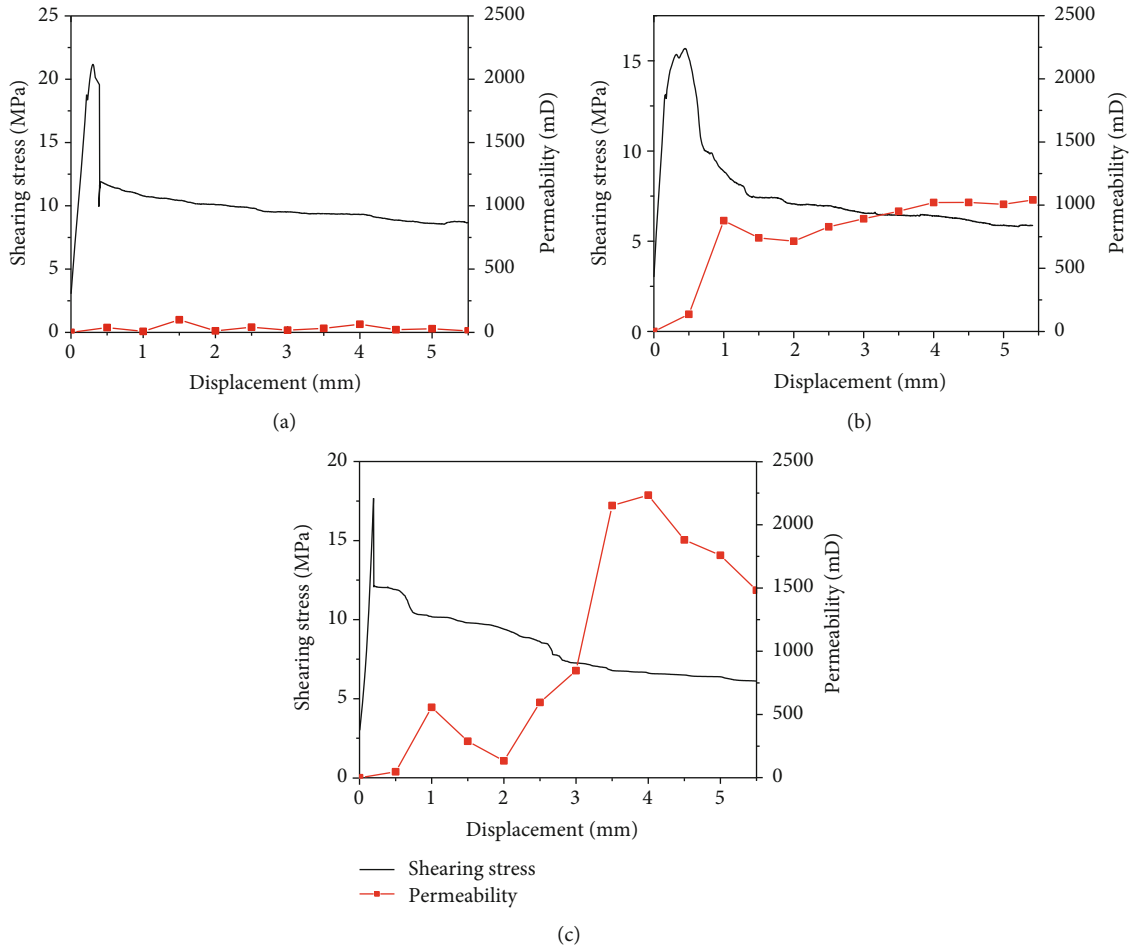 25
20
15
10
5
0
Shearing stress (MPa)
2500
2000
1500
1000
500
0
Permeability (mD)
0 1 2 3 4 5
Displacement (mm)
(a)
15
10
5
0
Shearing stress (MPa)
2500
2000
1500
1000
500
0
Permeability (mD)
0 1 2 3 4 5
Displacement (mm)
(b)
20
15
10
5
0
Shearing stress (MPa)
2500
2000
1500
1000
500
0
Permeability (mD)
0 1 2 3 4 5
Displacement (mm)
Shearing stress
Permeability
(c)